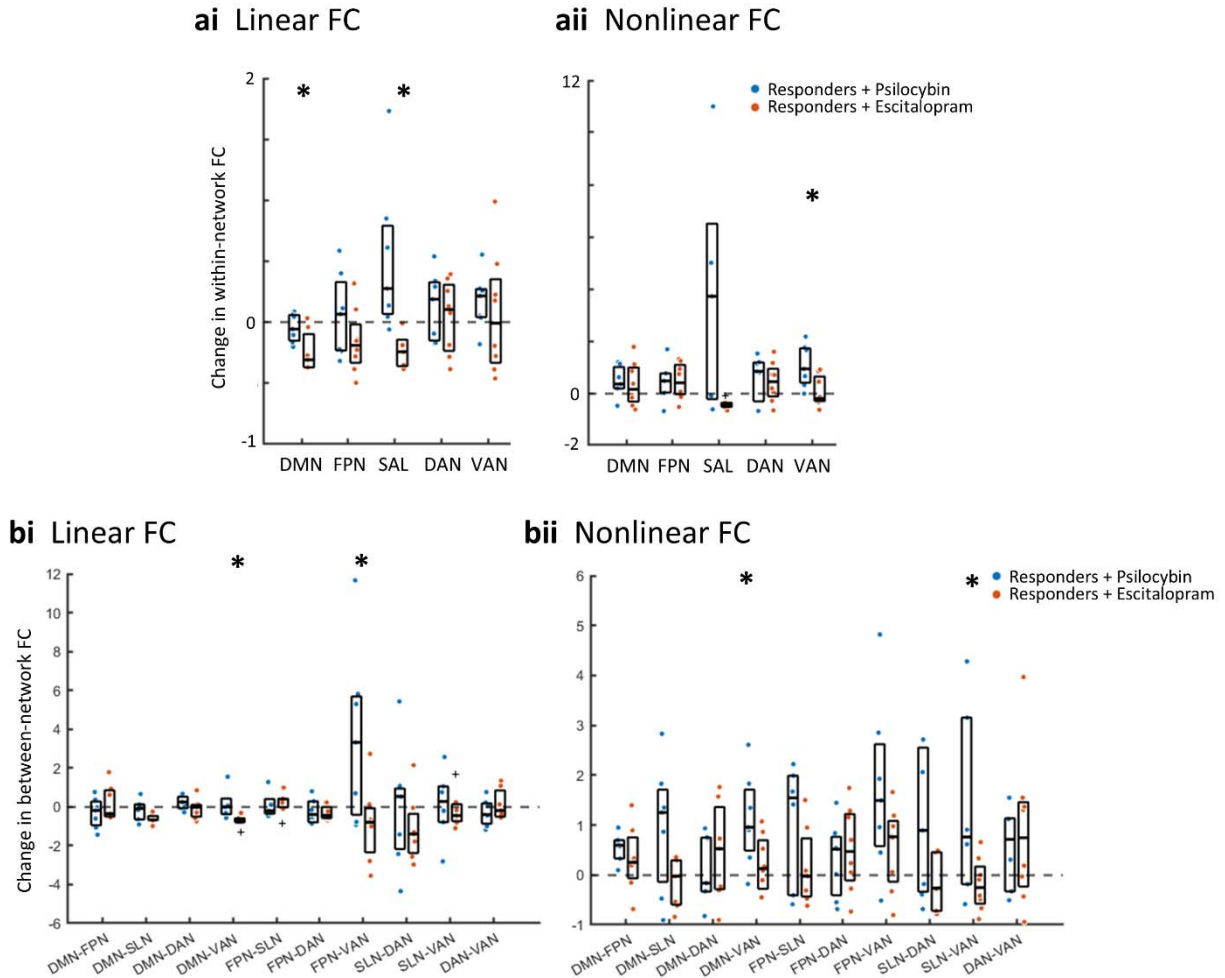 ai Linear FC
aii Nonlinear FC
Change in within-network FC
2
0
-1
* *
DMN FPN SAL DAN VAN
12
0
-2
Responders + Psilocybin
Responders + Escitalopram
*
+
DMN FPN SAL DAN VAN
bi Linear FC
bii Nonlinear FC
Change in between-network FC
12
10
8
6
4
2
0
-2
-4
-6
* *
+ + +
DMN-FPN DMN-SLN DMN-DAN DMN-VAN FPN-SLN FPN-DAN FPN-VAN SLN-DAN SLN-VAN DAN-VAN
6
5
4
3
2
1
0
-1
* *
Responders + Psilocybin
Responders + Escitalopram
DMN-FPN DMN-SLN DMN-DAN DMN-VAN FPN-SLN FPN-DAN FPN-VAN SLN-DAN SLN-VAN DAN-VAN